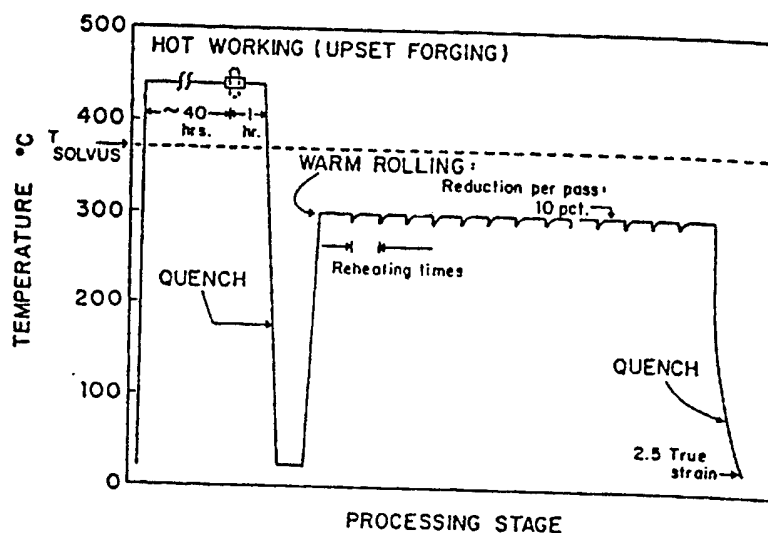 500
HOT WORKING (UPSET FORGING)
~ 40
hrs.
1
hr.
400
T
SOLVUS
WARM ROLLING:
Reduction per pass:
10 pct.
300
Reheating times
QUENCH
200
QUENCH
100
2.5 True
strain
0
TEMPERATURE °C
PROCESSING STAGE